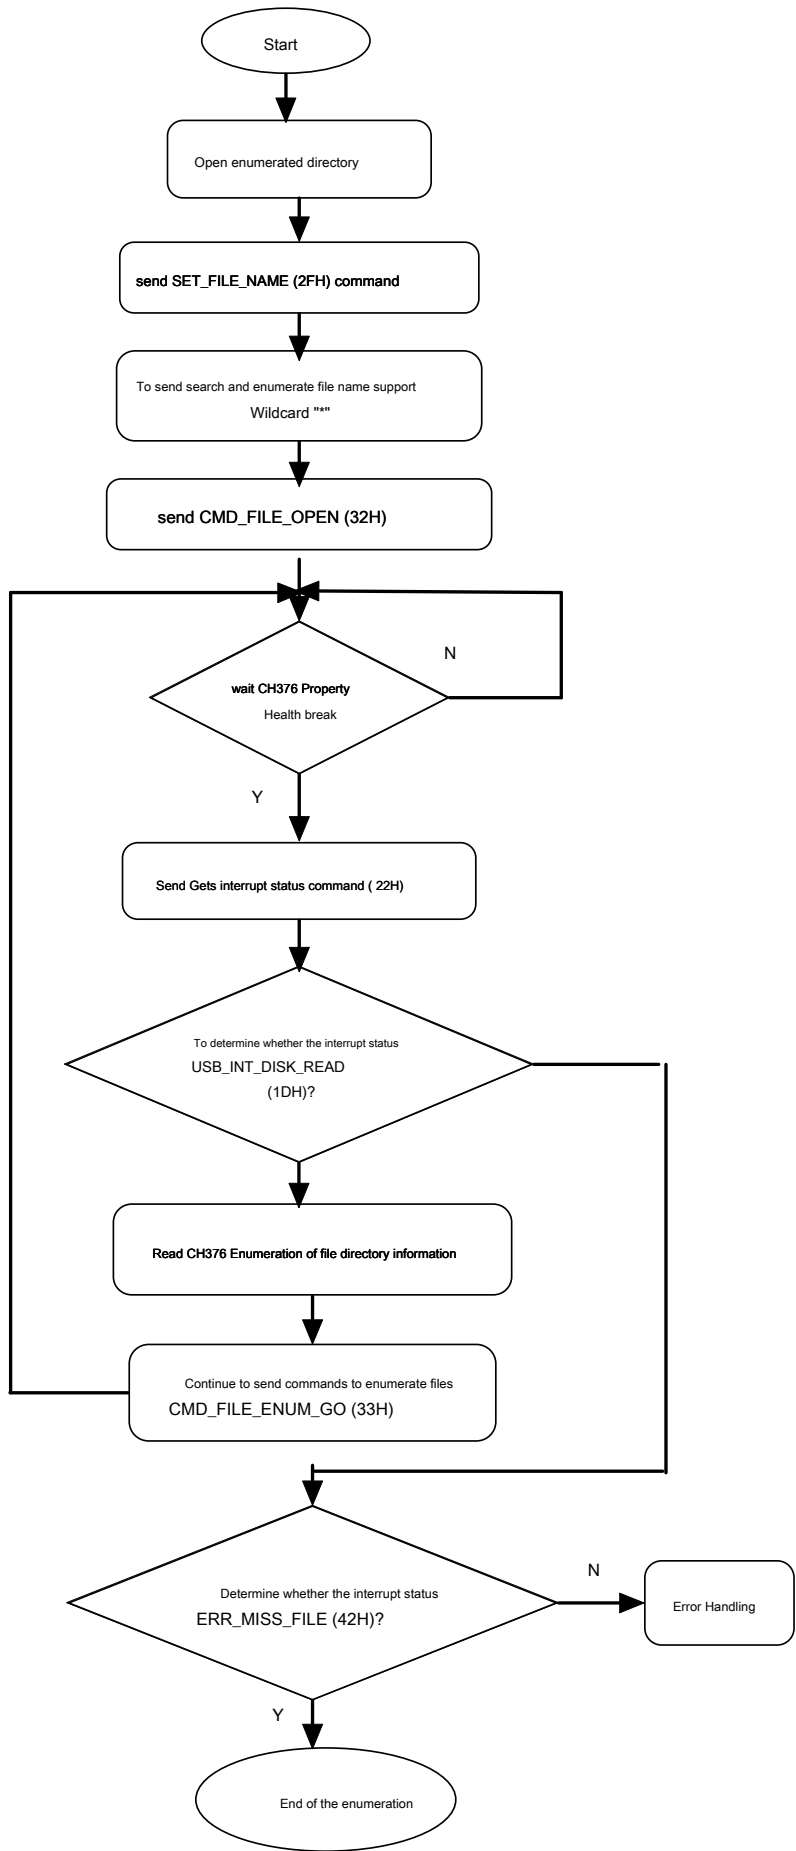 Start
Open enumerated directory
send SET_FILE_NAME (2FH) command
To send search and enumerate file name support
Wildcard "*"
send CMD_FILE_OPEN (32H)
N
wait CH376 Property
Health break
Y
Send Gets interrupt status command ( 22H)
To determine whether the interrupt status
USB_INT_DISK_READ
(1DH)?
Read CH376 Enumeration of file directory information
Continue to send commands to enumerate files
CMD_FILE_ENUM_GO (33H)
Determine whether the interrupt status
ERR_MISS_FILE (42H)?
N
Error Handling
Y
End of the enumeration